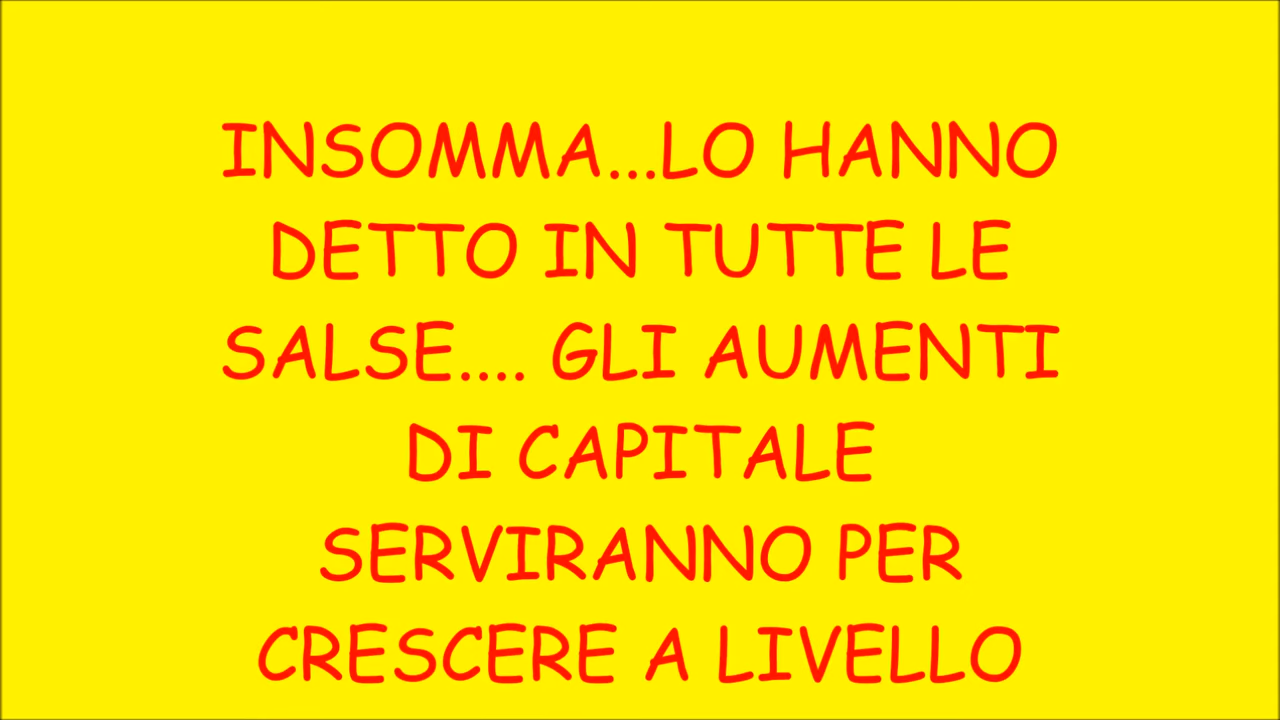 INSOMMA...LO HANNO
DETTO IN TUTTE LE
SALSE.... GLI AUMENTI
DI CAPITALE
SERVIRANNO PER
CRESCERE A LIVELLO